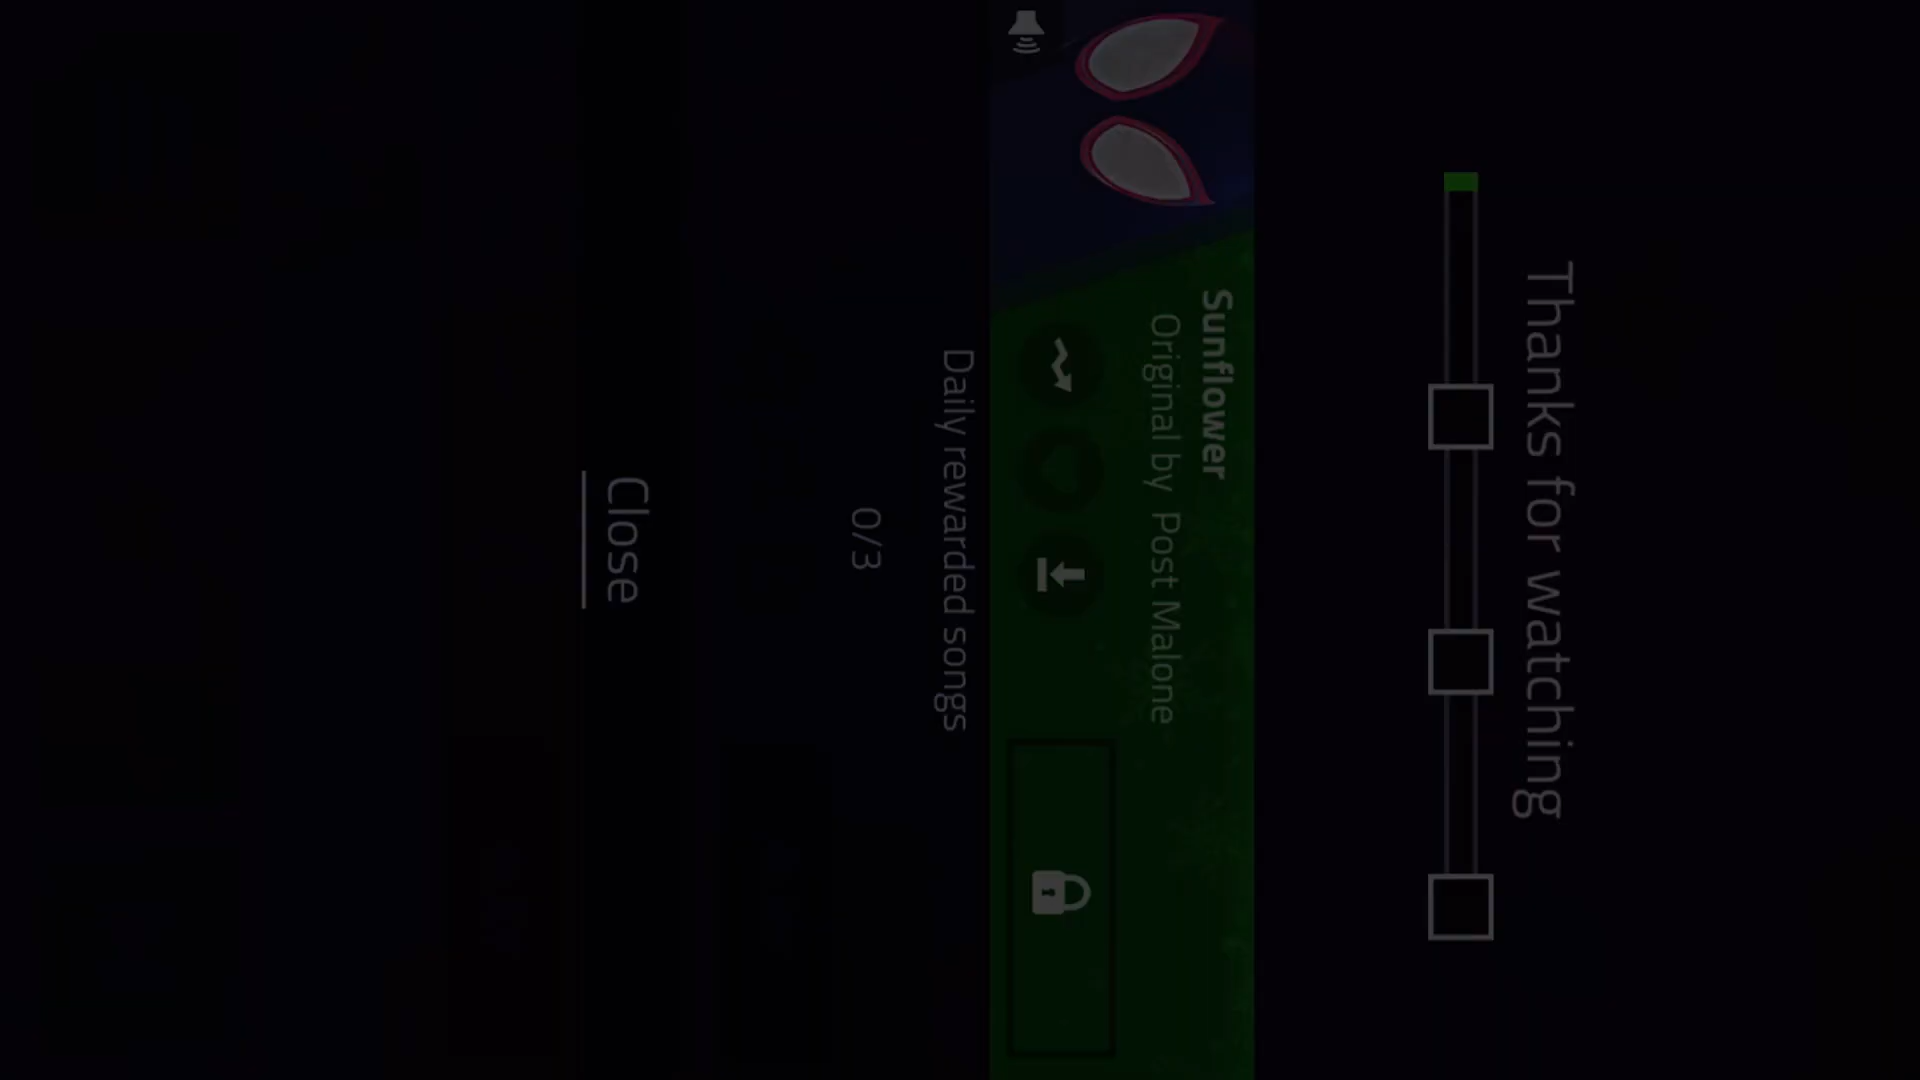 Thanks for watching
Sunflower
Original by Post Malone
Daily rewarded songs
0/3
Close